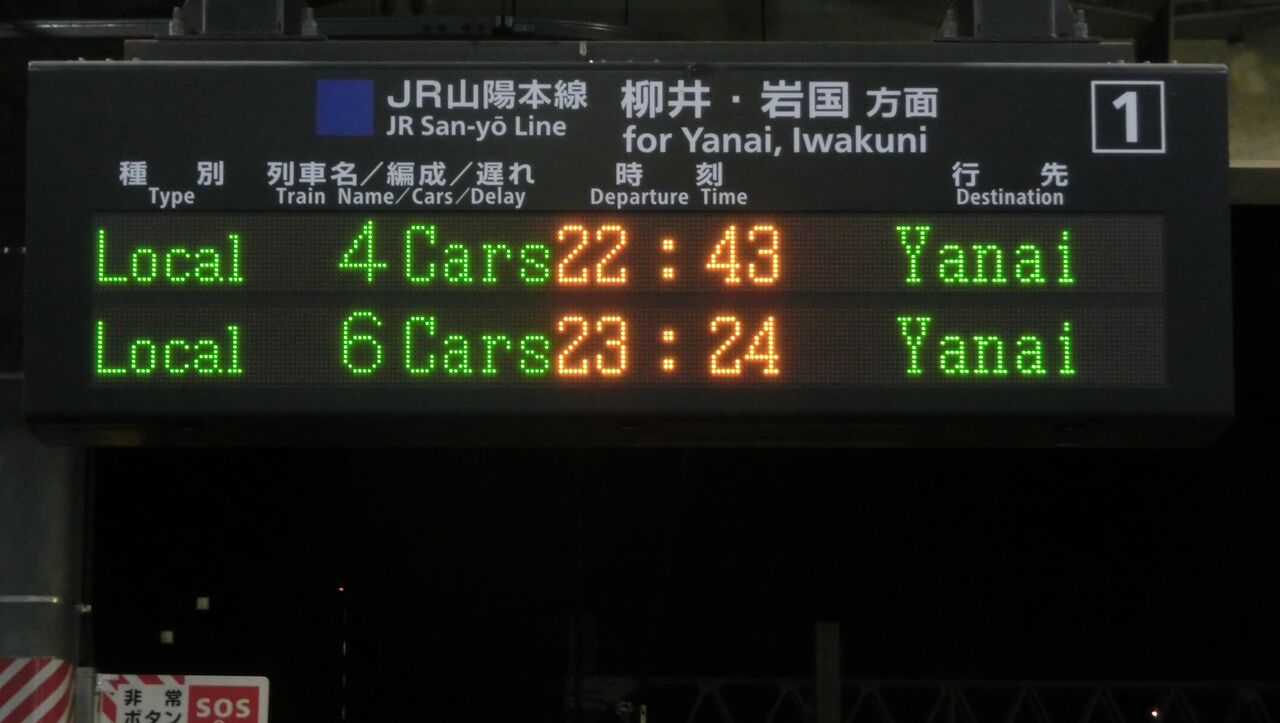 JR山陽本線 柳井・岩国 方面 1
JR San-yō Line for Yanai, Iwakuni
種別 列車名／編成／遅れ 時刻 行先
Type Train Name／Cars／Delay Departure Time Destination
Local 4 Cars 22:43 Yanai
Local 6 Cars 23:24 Yanai
非常 SOS
ボタン